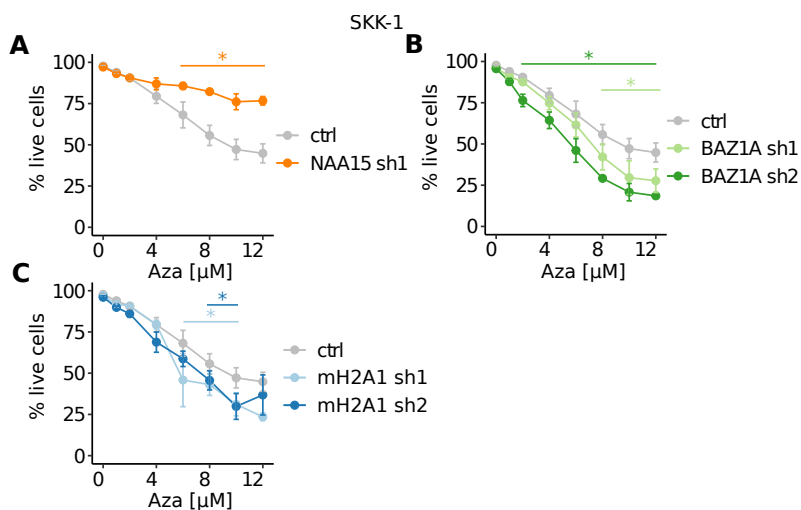 SKK-1
A
% live cells
100
75
50
25
0
*
ctrl
NAA15 sh1
0 4 8 12
Aza [µM]
B
% live cells
100
75
50
25
0
*
*
ctrl
BAZ1A sh1
BAZ1A sh2
0 4 8 12
Aza [µM]
C
% live cells
100
75
50
25
0
*
*
ctrl
mH2A1 sh1
mH2A1 sh2
0 4 8 12
Aza [µM]